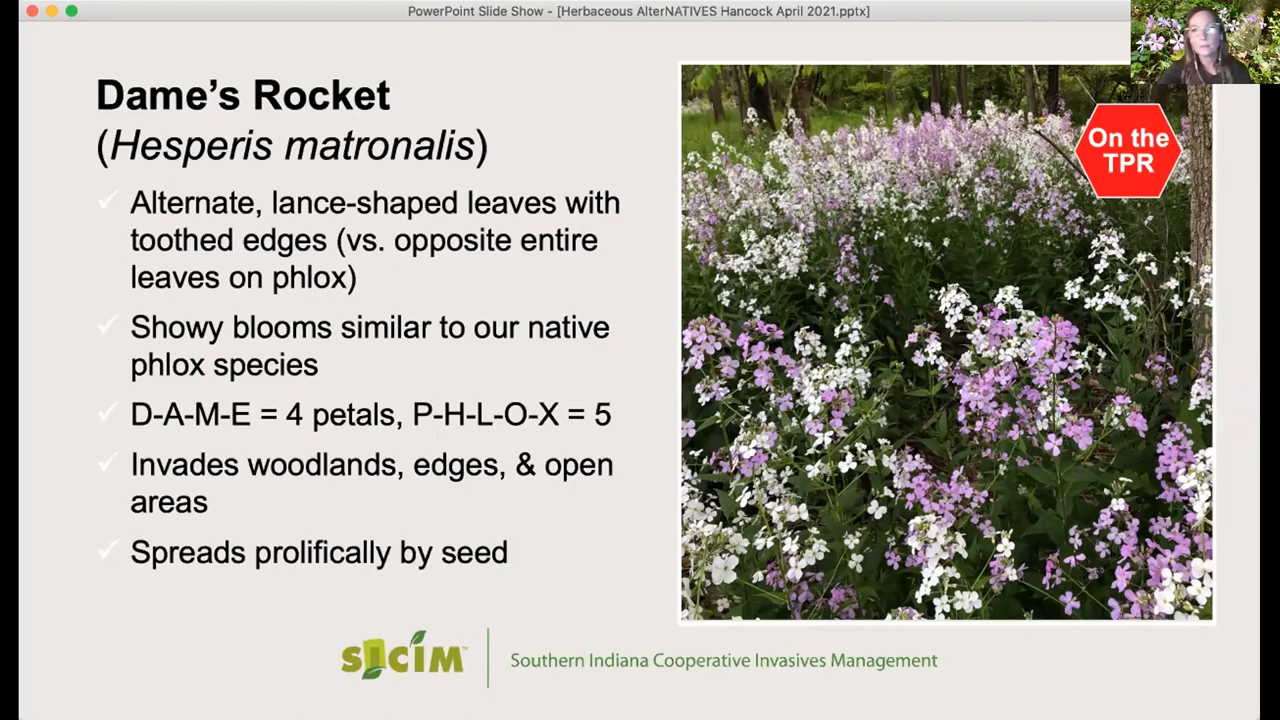 PowerPoint Slide Show - [Herbaceous AlterNATIVES Hancock April 2021.pptx]
Dame’s Rocket
(Hesperis matronalis)
Alternate, lance-shaped leaves with
toothed edges (vs. opposite entire
leaves on phlox)
Showy blooms similar to our native
phlox species
D-A-M-E = 4 petals, P-H-L-O-X = 5
Invades woodlands, edges, & open
areas
Spreads prolifically by seed
On the
TPR
SICIM™
Southern Indiana Cooperative Invasives Management